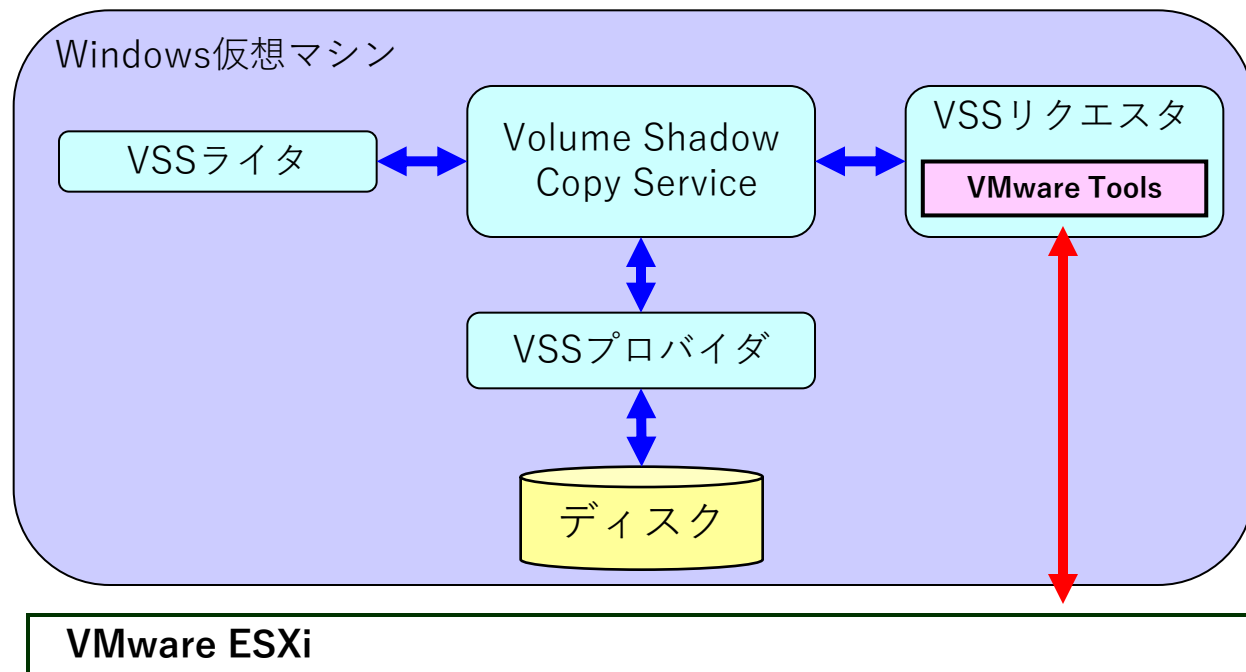 Windows仮想マシン
VSSライタ
Volume Shadow
Copy Service
VSSリクエスタ
VMware Tools
VSSプロバイダ
ディスク
VMware ESXi